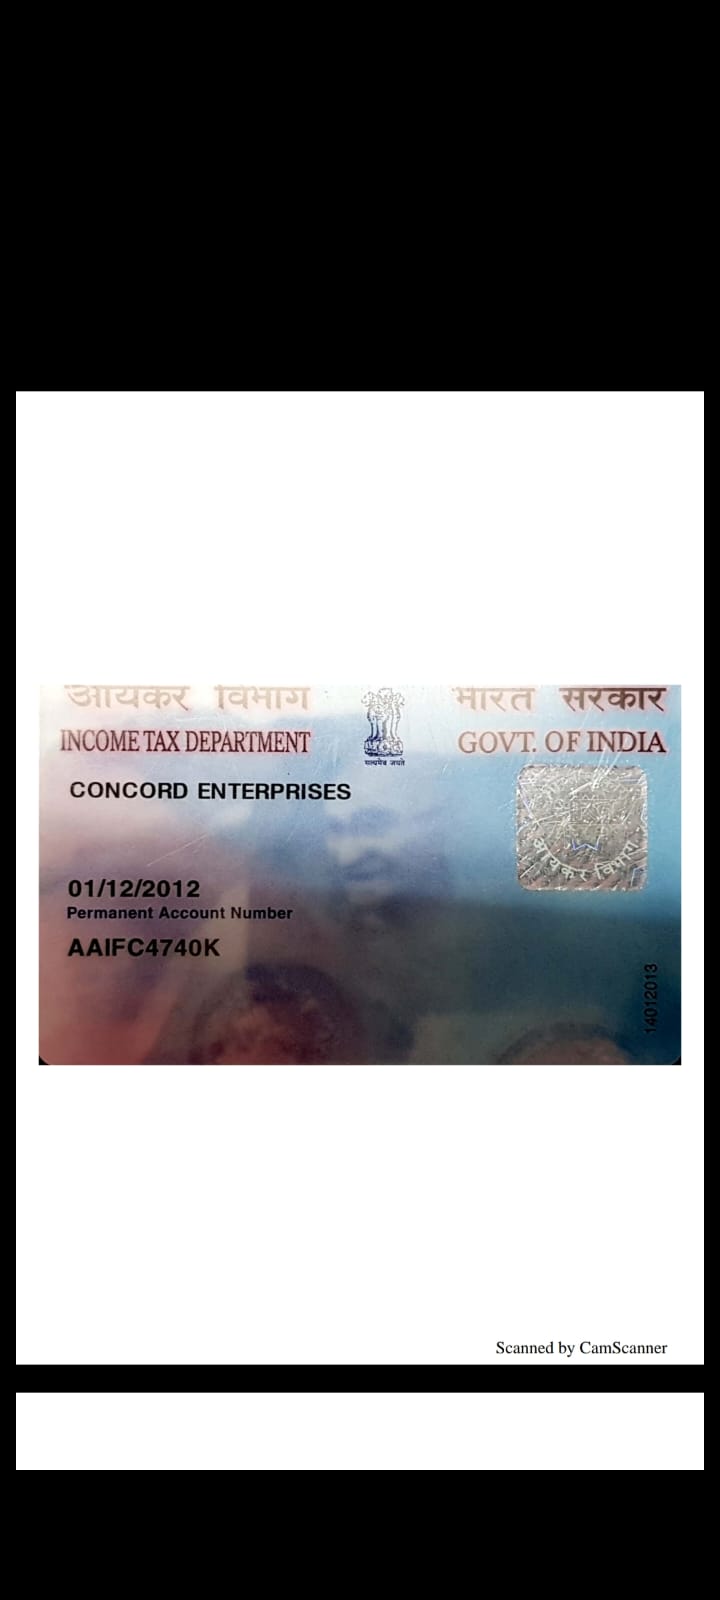 आयकर विभाग
भारत सरकार
INCOME TAX DEPARTMENT
GOVT. OF INDIA
सत्यमेव जयते
CONCORD ENTERPRISES
आयकर विभाग
01/12/2012
Permanent Account Number
AAIFC4740K
14012013
Scanned by CamScanner